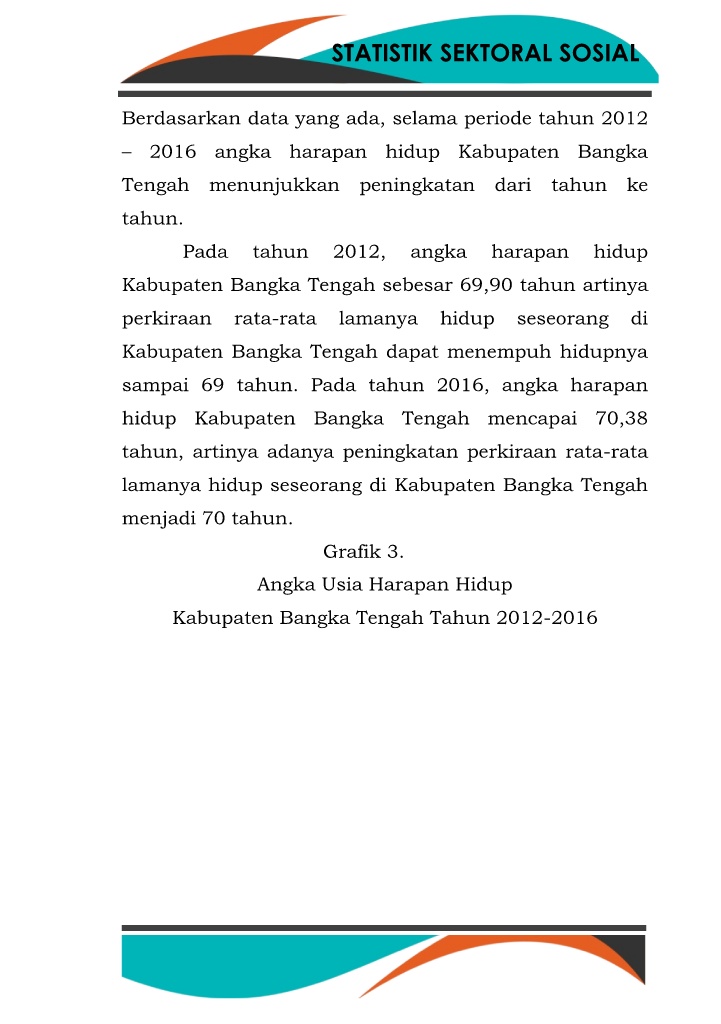 STATISTIK SEKTORAL SOSIAL
Berdasarkan data yang ada, selama periode tahun 2012
– 2016 angka harapan hidup Kabupaten Bangka
Tengah menunjukkan peningkatan dari tahun ke
tahun.
Pada tahun 2012, angka harapan hidup
Kabupaten Bangka Tengah sebesar 69,90 tahun artinya
perkiraan rata-rata lamanya hidup seseorang di
Kabupaten Bangka Tengah dapat menempuh hidupnya
sampai 69 tahun. Pada tahun 2016, angka harapan
hidup Kabupaten Bangka Tengah mencapai 70,38
tahun, artinya adanya peningkatan perkiraan rata-rata
lamanya hidup seseorang di Kabupaten Bangka Tengah
menjadi 70 tahun.
Grafik 3.
Angka Usia Harapan Hidup
Kabupaten Bangka Tengah Tahun 2012-2016